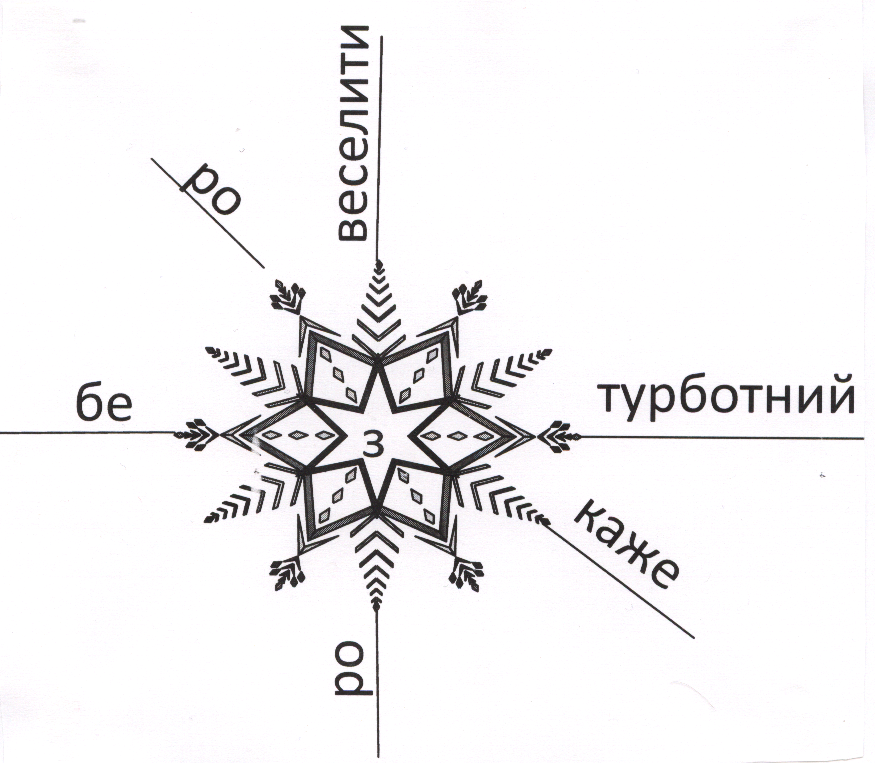 веселити
ро
бе
турботний
з
каже
ро